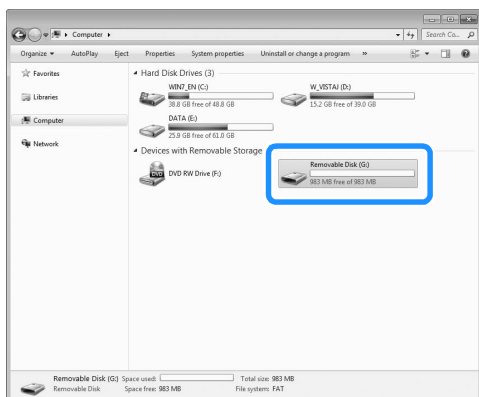 Computer
Search Co...
Organize AutoPlay Eject Properties System properties Uninstall or change a program »
Favorites
Libraries
Computer
Network
Hard Disk Drives (3)
WIN7_EN (C:)
38.8 GB free of 48.8 GB
W_VISTAJ (D:)
15.2 GB free of 39.0 GB
DATA (E:)
25.9 GB free of 61.0 GB
Devices with Removable Storage
DVD RW Drive (F:)
DVD
Removable Disk (G:)
983 MB free of 983 MB
Removable Disk (G:) Space used: Total size: 983 MB
Removable Disk Space free: 983 MB File system: FAT